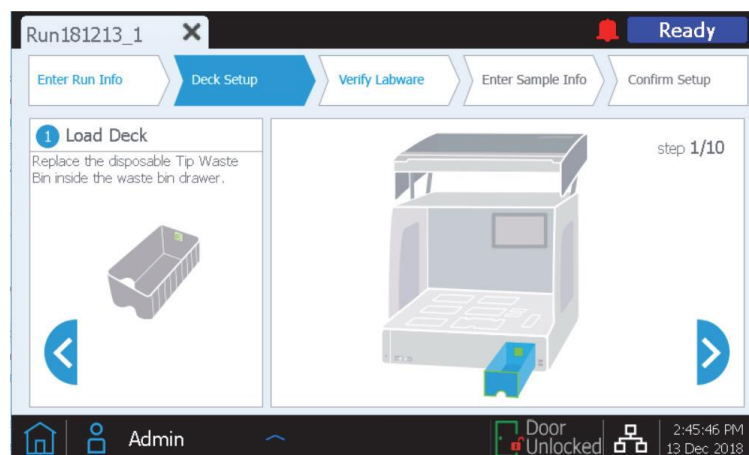 Run181213_1
Ready
Enter Run Info
Deck Setup
Verify Labware
Enter Sample Info
Confirm Setup
1 Load Deck
Replace the disposable Tip Waste
Bin inside the waste bin drawer.
step 1/10
Admin
Door
Unlocked
2:45:46 PM
13 Dec 2018